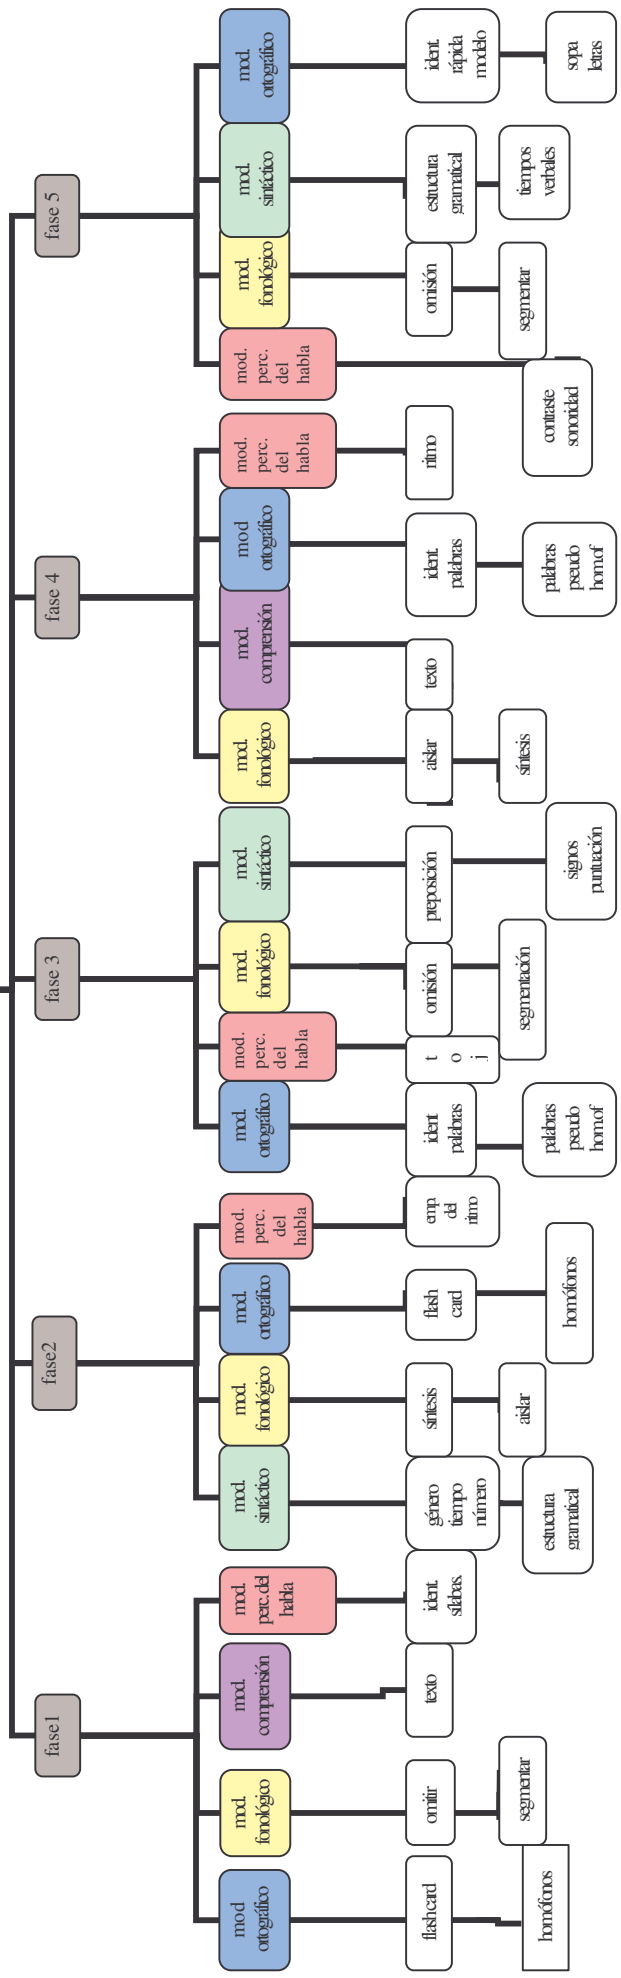 fase1
fase2
fase 3
fase 4
fase 5
mod
ortográfico
mod.
fonológico
mod.
comprensión
mod.
perc. del
habla
mod.
sintáctico
mod.
fonológico
mod.
ortográfico
mod.
perc.
del
habla
mod.
ortográfico
mod.
perc.
del
habla
mod.
fonológico
mod.
sintáctico
mod.
fonológico
mod.
comprensión
mod
ortográfico
mod.
perc.
del
habla
mod.
perc.
del
habla
mod.
fonológico
mod.
sintáctico
mod.
ortográfico
flash card
omitir
texto
ident.
sílabas.
género
tiempo
número
síntesis
flash
card
emp.
del
ritmo
ident
palabras
t
o
j
omisión
preposición
aislar
texto
ident.
palabras
ritmo
omisión
estructura
gramatical
ident.
rápida
modelo
homófonos
segmentar
estructura
gramatical
aislar
homófonos
palabras
pseudo
homof
segmentación
signos
puntuación
síntesis
palabras
pseudo
homof
contraste
sonoridad
segmentar
tiempos
verbales
sopa
letras